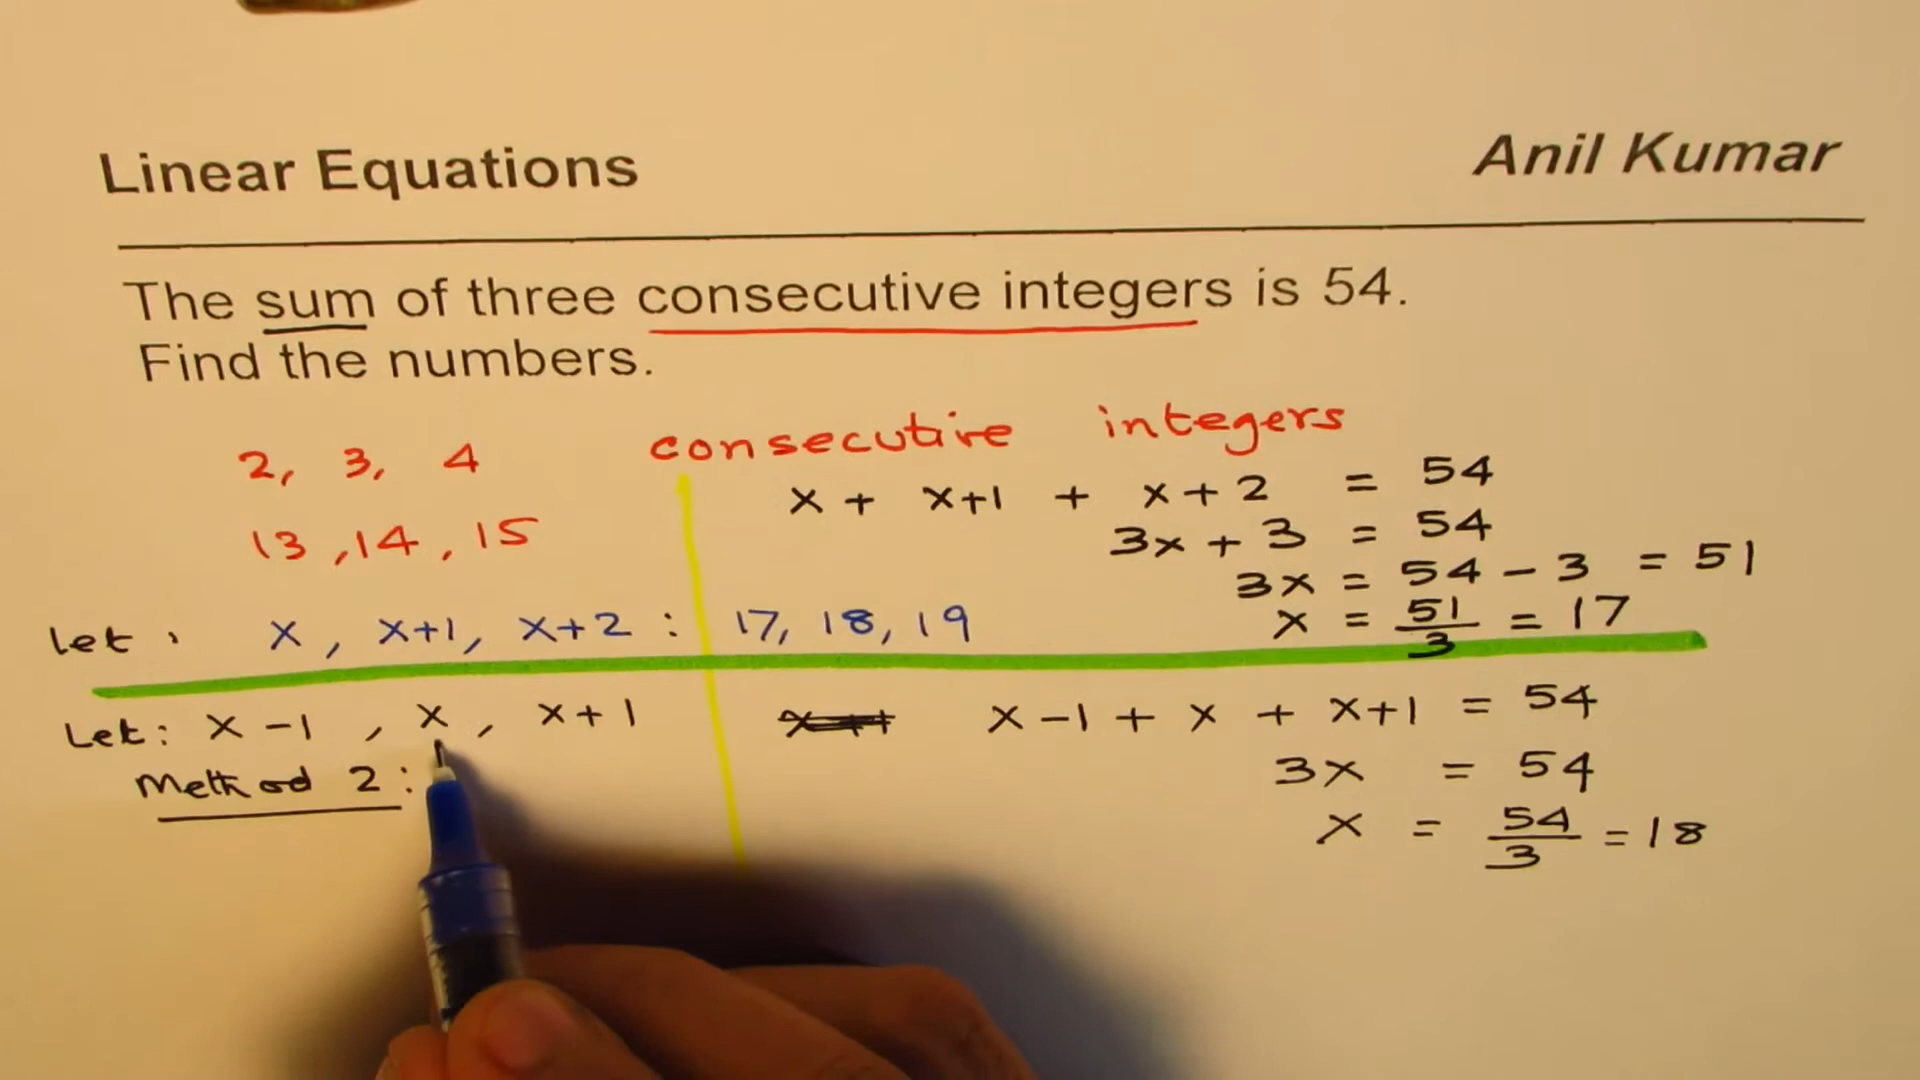 Linear Equations
Anil Kumar
The sum of three consecutive integers is 54.
Find the numbers.
2, 3, 4
consecutive integers
13, 14, 15
x + x+1 + x+2 = 54
3x + 3 = 54
3x = 54 - 3 = 51
x = 51/3 = 17
let: x, x+1, x+2 : 17, 18, 19
Let: x-1, x, x+1
x-1 + x + x+1 = 54
Method 2:
3x = 54
x = 54/3 = 18